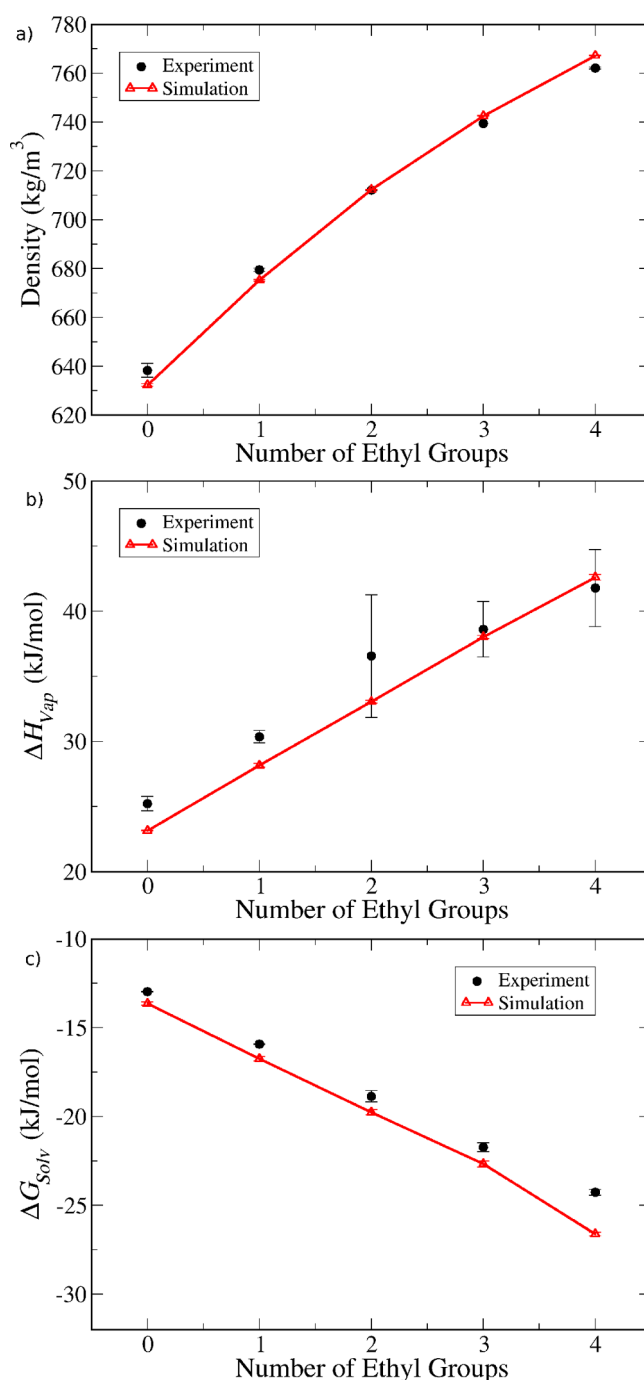 a)
780
760
740
720
700
680
660
640
620
Density (kg/m³)
Experiment
Simulation
0 1 2 3 4
Number of Ethyl Groups
b)
50
40
30
20
ΔH_Vap (kJ/mol)
Experiment
Simulation
0 1 2 3 4
Number of Ethyl Groups
c)
-10
-15
-20
-25
-30
ΔG_Solv (kJ/mol)
Experiment
Simulation
0 1 2 3 4
Number of Ethyl Groups